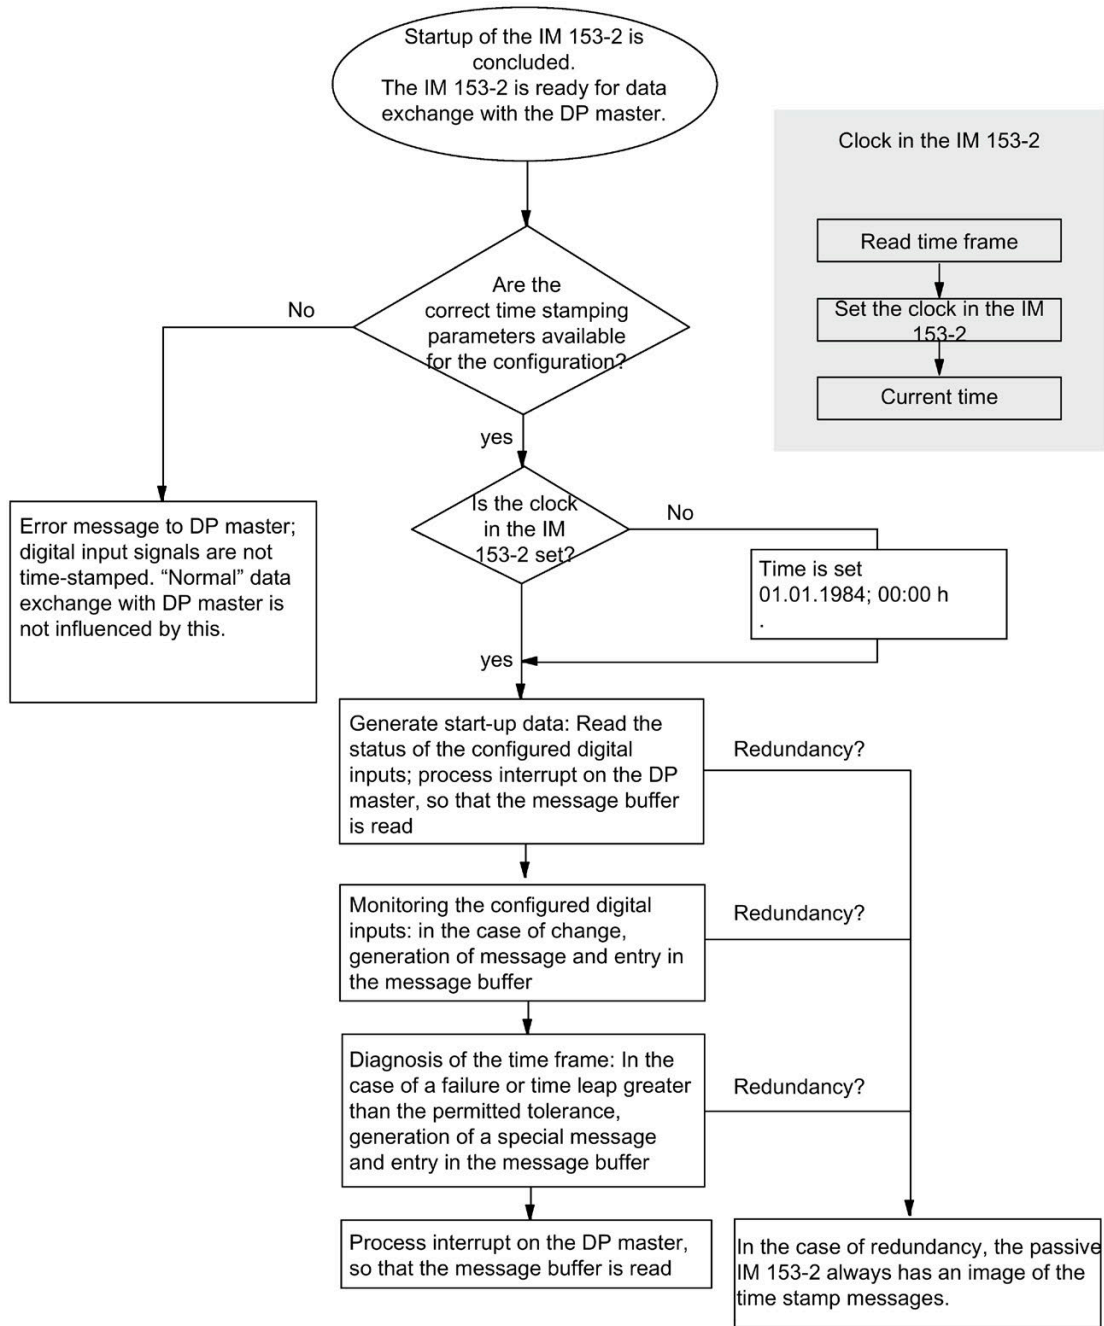 Startup of the IM 153-2 is
concluded.
The IM 153-2 is ready for data
exchange with the DP master.
Clock in the IM 153-2
Read time frame
Set the clock in the IM
153-2
Current time
Are the
correct time stamping
parameters available
for the configuration?
No
yes
Error message to DP master;
digital input signals are not
time-stamped. “Normal” data
exchange with DP master is
not influenced by this.
Is the clock
in the IM
153-2 set?
No
Time is set
01.01.1984; 00:00 h
.
yes
Generate start-up data: Read the
status of the configured digital
inputs; process interrupt on the DP
master, so that the message buffer
is read
Redundancy?
Monitoring the configured digital
inputs: in the case of change,
generation of message and entry in
the message buffer
Redundancy?
Diagnosis of the time frame: In the
case of a failure or time leap greater
than the permitted tolerance,
generation of a special message
and entry in the message buffer
Redundancy?
Process interrupt on the DP master,
so that the message buffer is read
In the case of redundancy, the passive
IM 153-2 always has an image of the
time stamp messages.